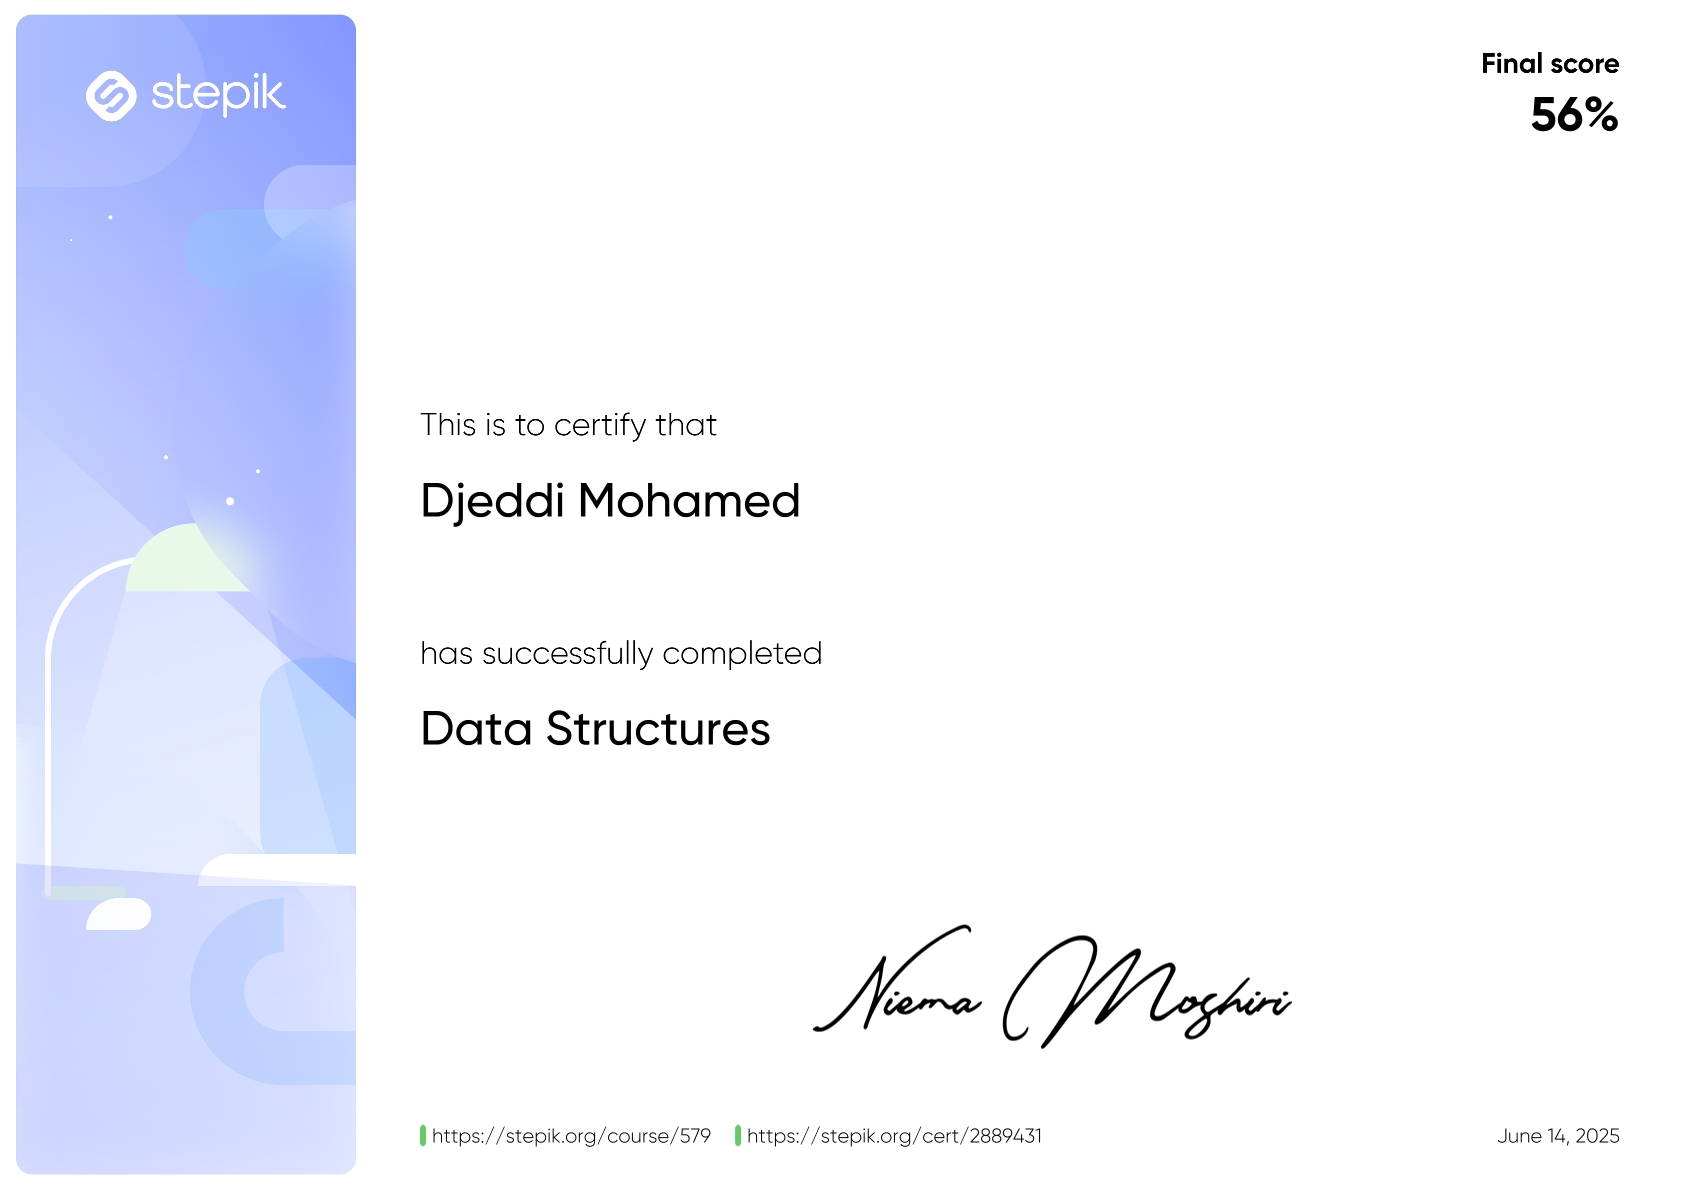 stepik
Final score
56%
This is to certify that
Djeddi Mohamed
has successfully completed
Data Structures
Niema Moshiri
https://stepik.org/course/579 https://stepik.org/cert/2889431
June 14, 2025